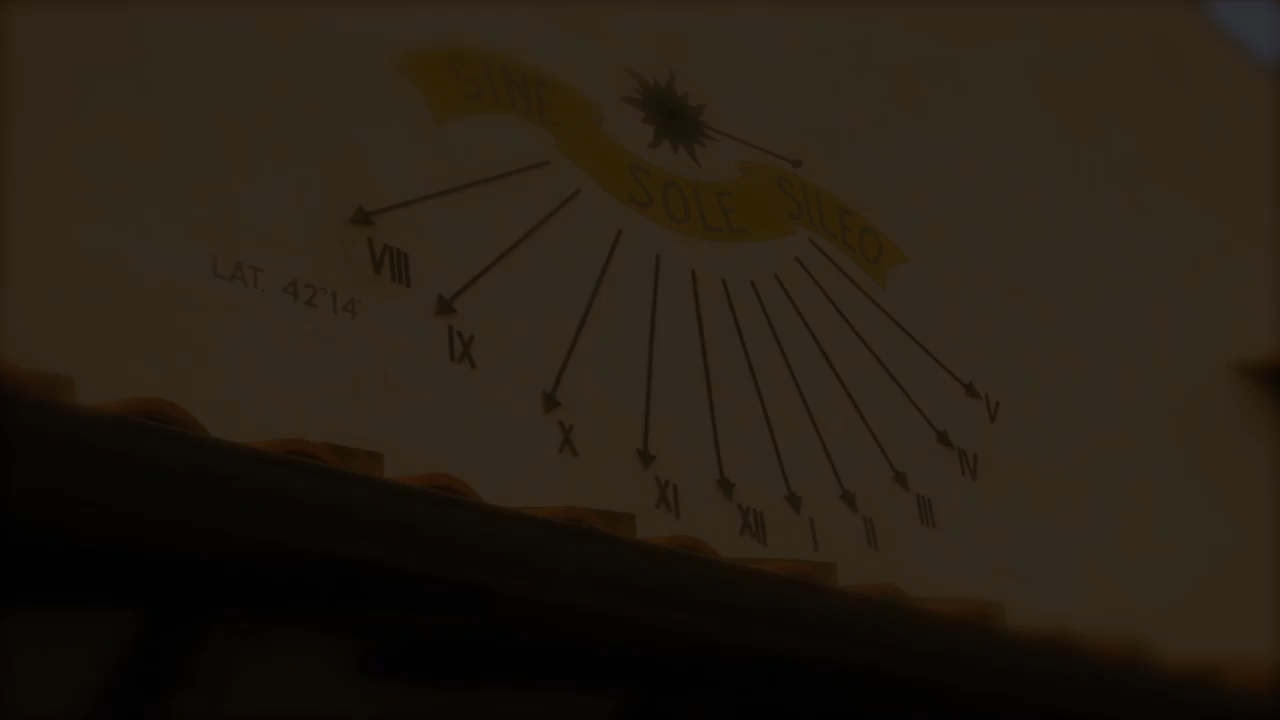 SINE SOLE SILEO
VIII
LAT. 42°14'
IX
X
XI
XII
I
II
III
IV
V